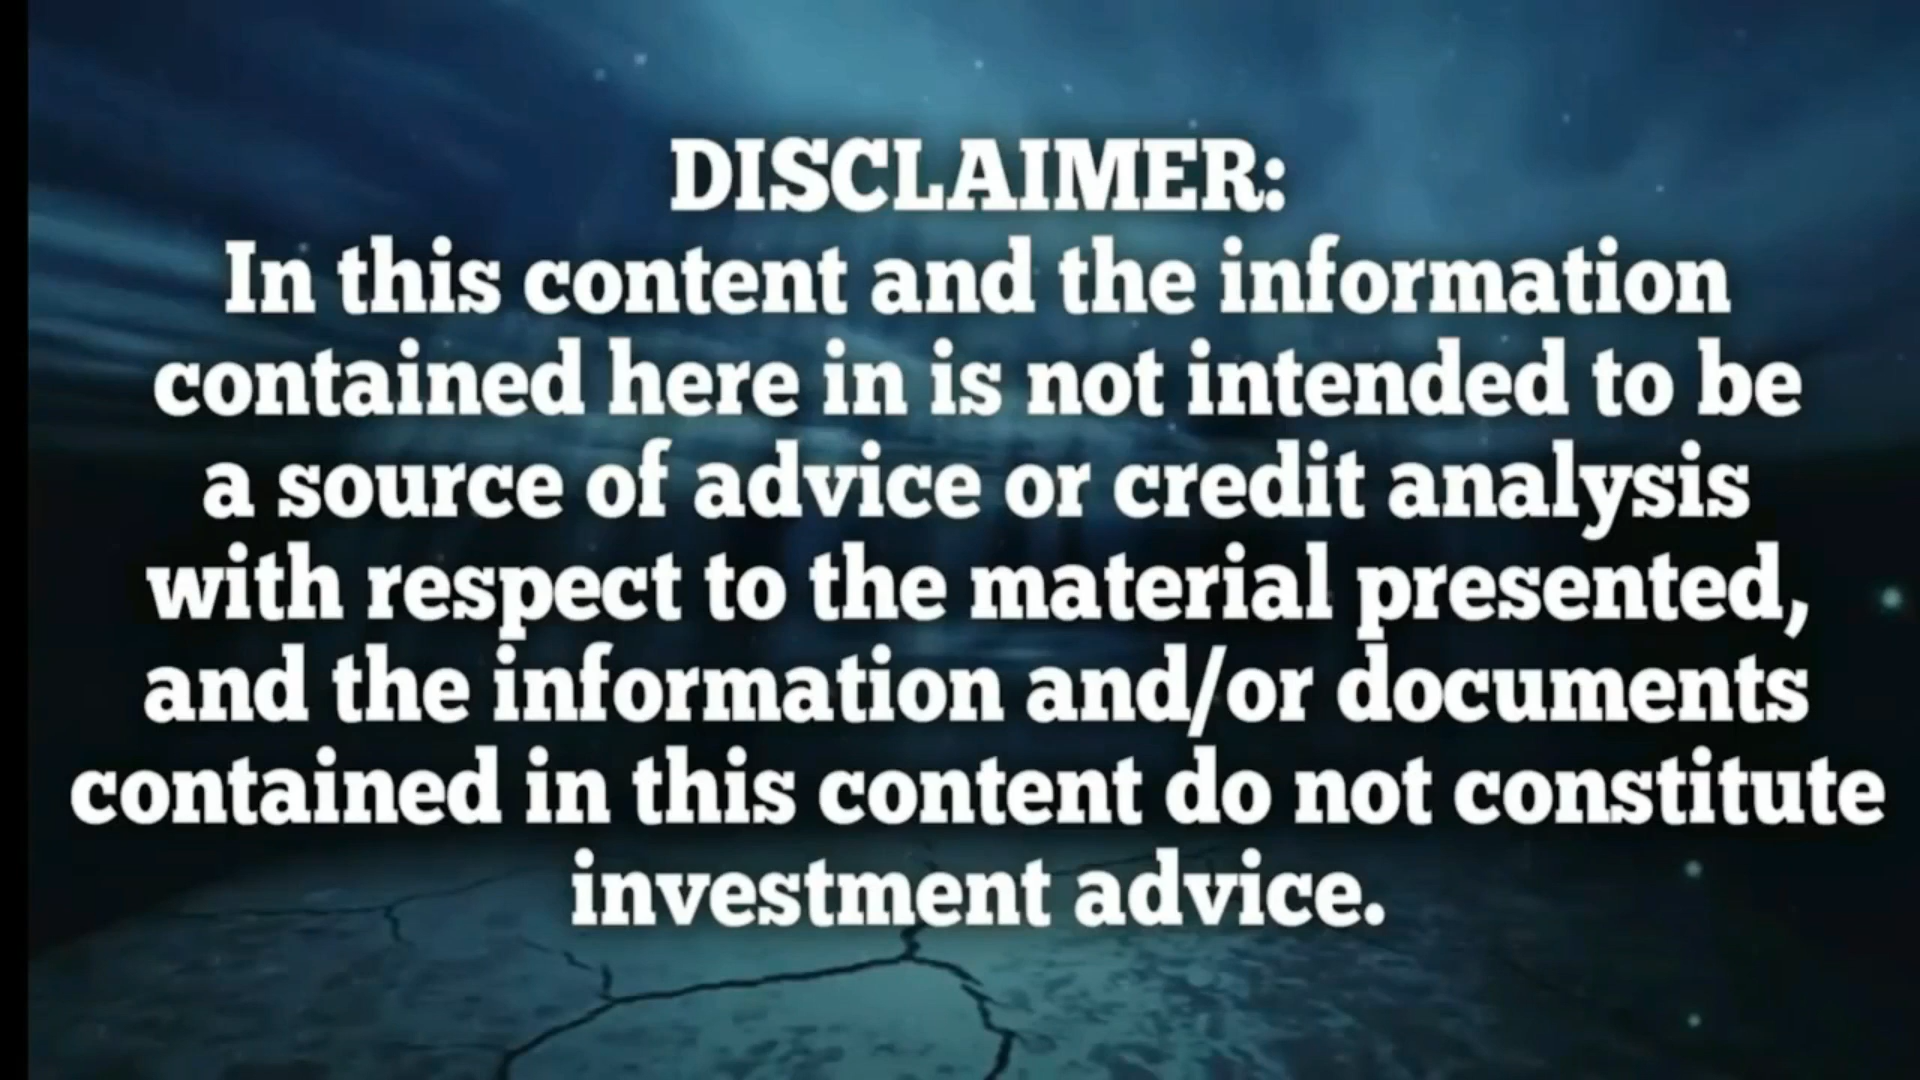 DISCLAIMER:
In this content and the information
contained here in is not intended to be
a source of advice or credit analysis
with respect to the material presented,
and the information and/or documents
contained in this content do not constitute
investment advice.